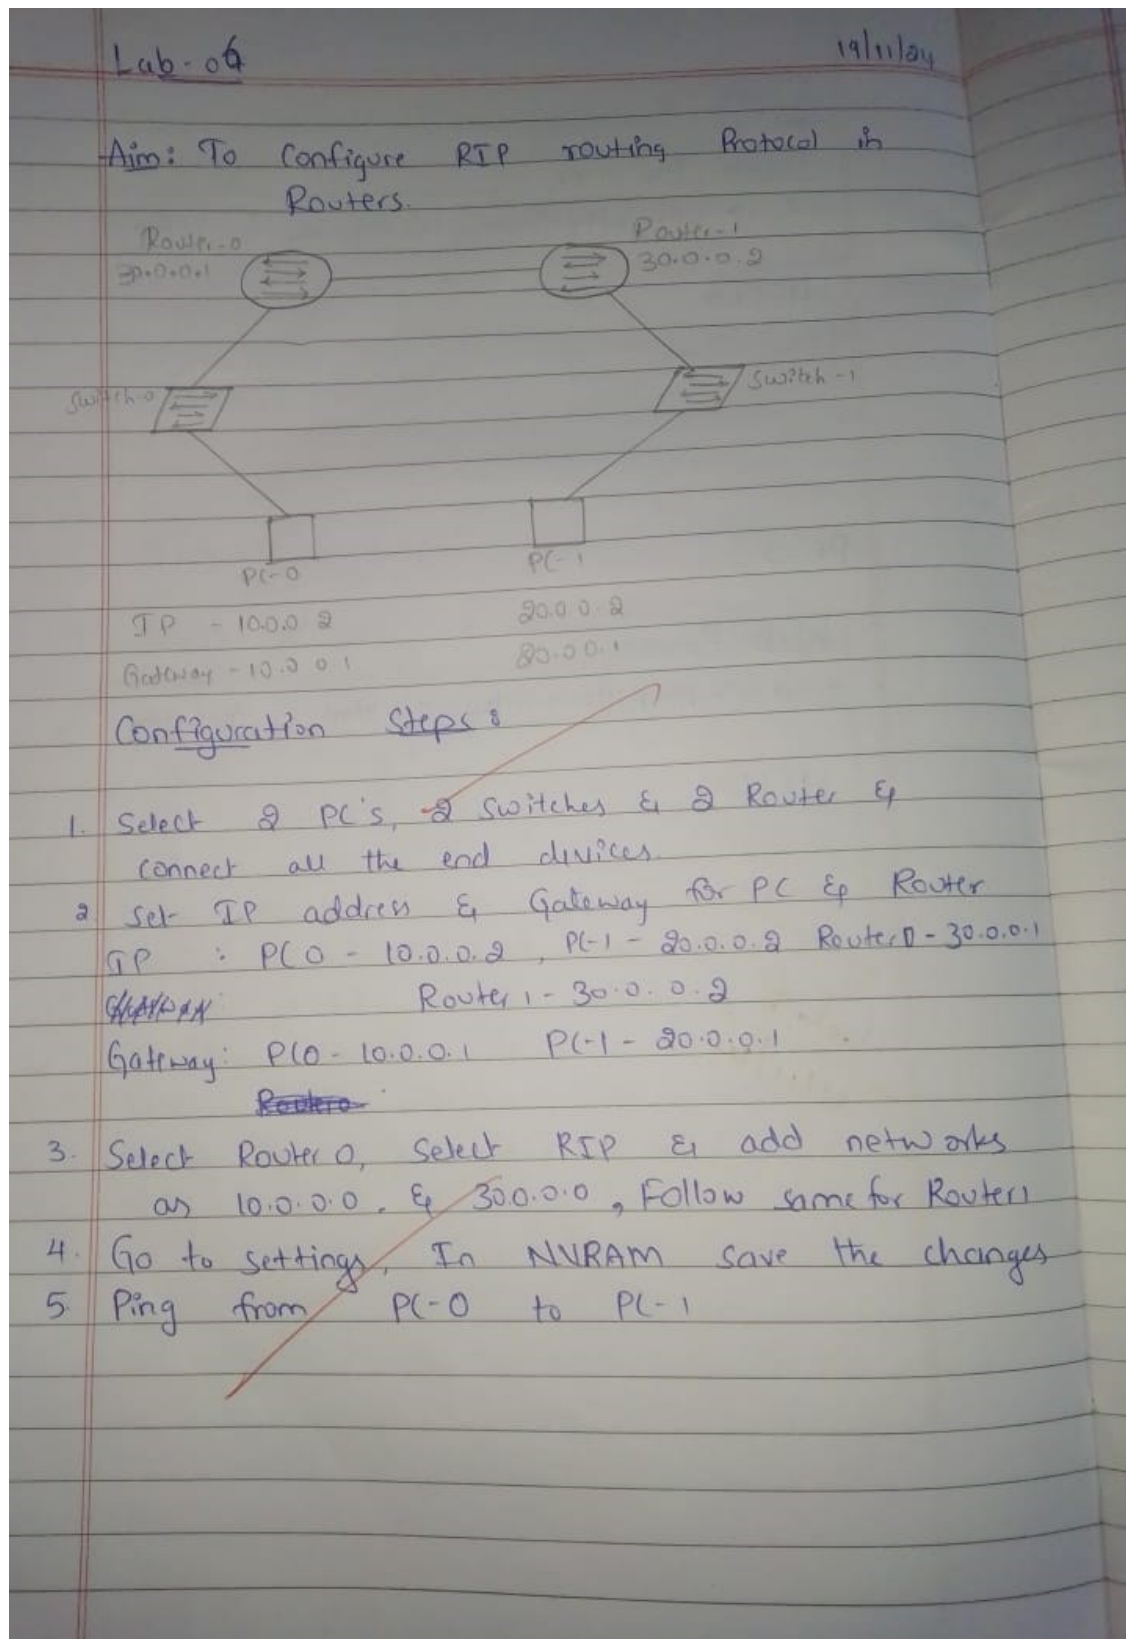 Lab-06
19/11/24
Aim: To Configure RIP routing Protocol in
Routers.
Router-0
Router-1
30.0.0.1
30.0.0.2
Switch-0
Switch-1
PC-0
PC-1
IP - 10.0.0.2
20.0.0.2
Gateway - 10.0.0.1
20.0.0.1
Configuration Steps:
1. Select 2 PC's, 2 Switches & 2 Router &
connect all the end devices.
2 Set IP address & Gateway for PC & Router
IP : PC0 - 10.0.0.2, PC-1 - 20.0.0.2 Router0 - 30.0.0.1
Router 1 - 30.0.0.2
Gateway: PC0 - 10.0.0.1 PC-1 - 20.0.0.1
Router0
3. Select Router 0, Select RIP & add networks
as 10.0.0.0. & 30.0.0.0, Follow same for Router1
4. Go to settings, In NVRAM save the changes
5. Ping from PC-0 to PC-1